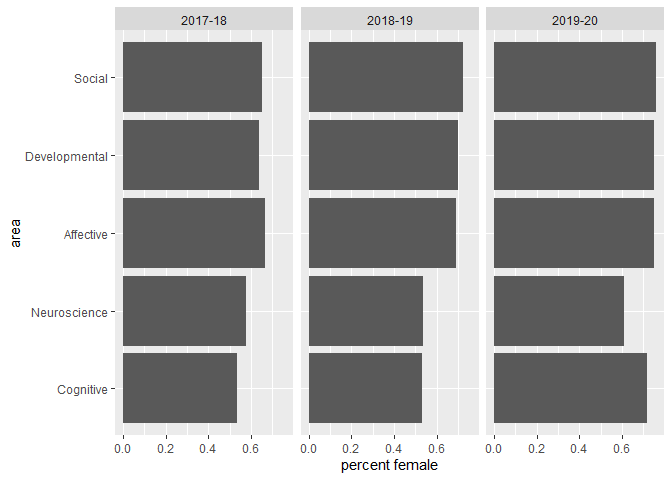 2017-18
2018-19
2019-20
Social
Developmental
Affective
Neuroscience
Cognitive
area
0.0 0.2 0.4 0.6
0.0 0.2 0.4 0.6
0.0 0.2 0.4 0.6
percent female